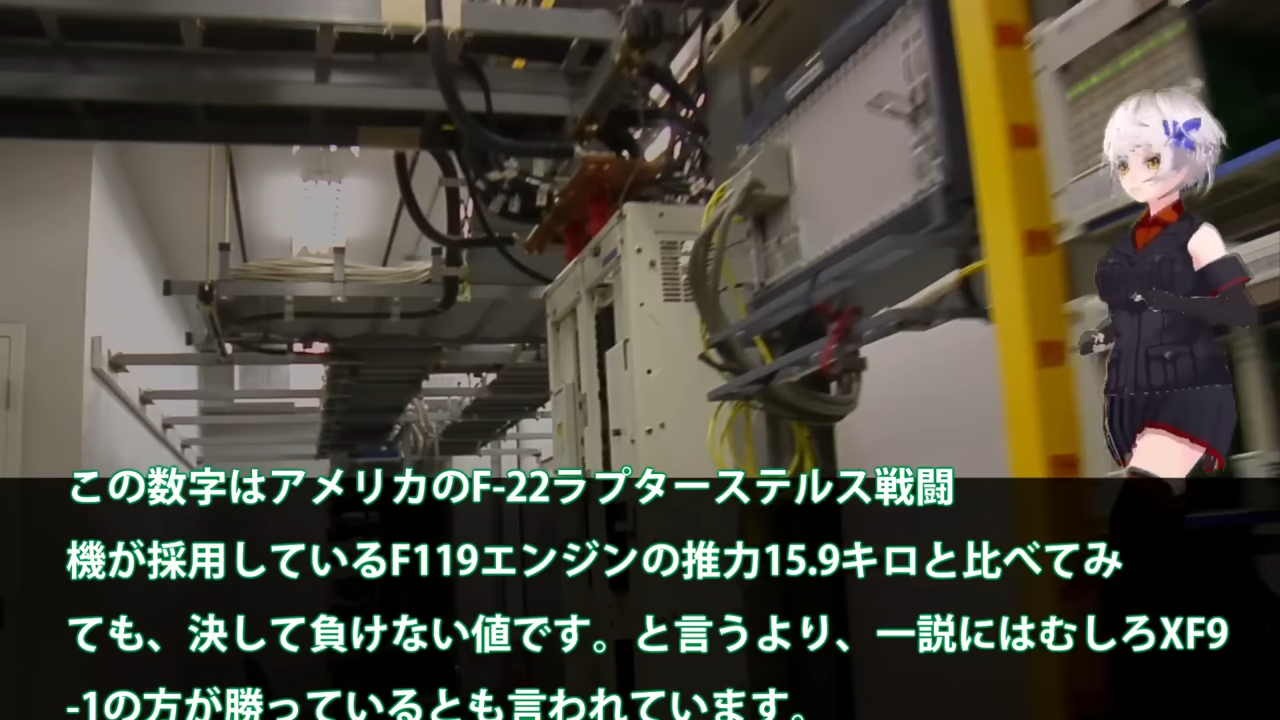 この数字はアメリカのF-22ラプターステルス戦闘
機が採用しているF119エンジンの推力15.9キロと比べてみ
ても、決して負けない値です。と言うより、一説にはむしろXF9
-1の方が勝っているとも言われています。